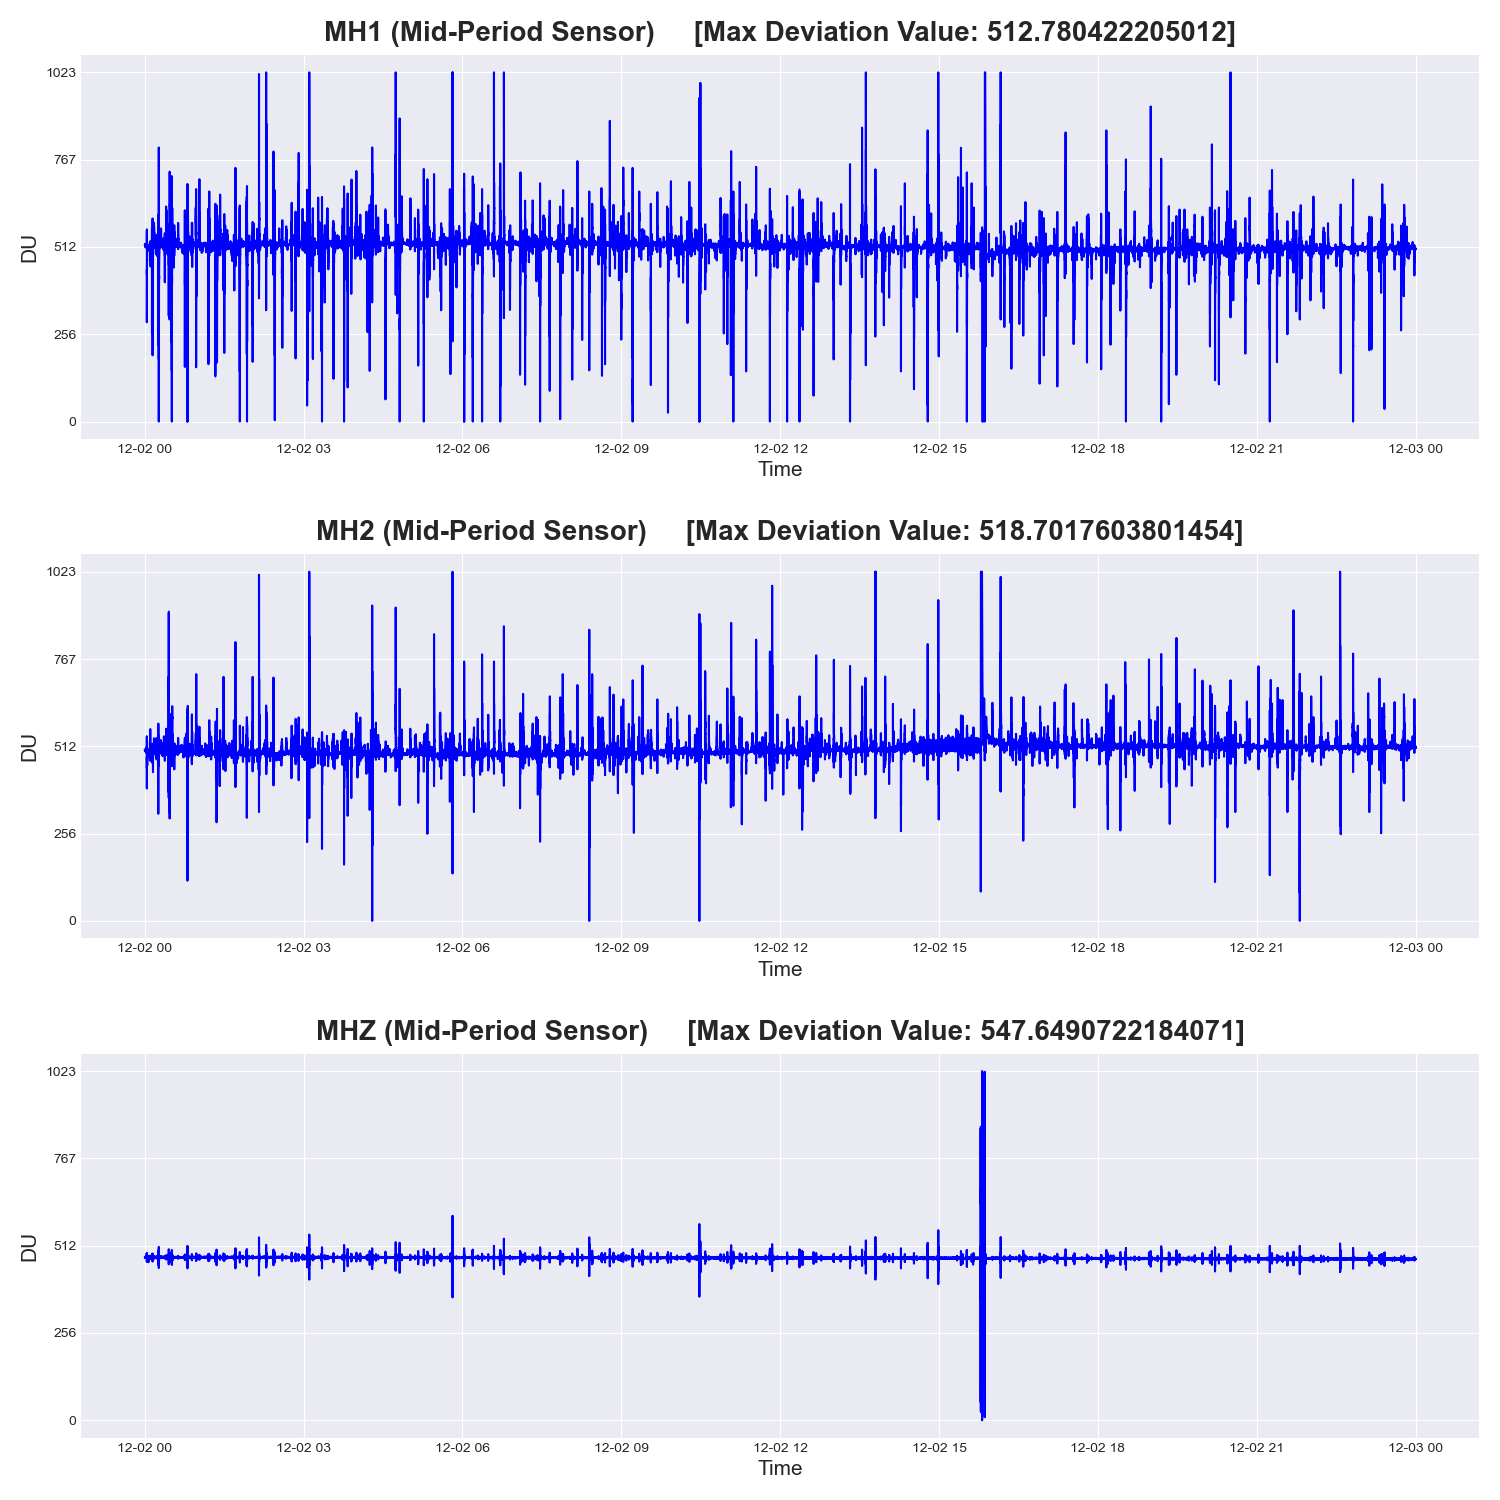 MH1 (Mid-Period Sensor) [Max Deviation Value: 512.780422205012]
1023
767
512
256
0
DU
12-02 00 12-02 03 12-02 06 12-02 09 12-02 12 12-02 15 12-02 18 12-02 21 12-03 00
Time
MH2 (Mid-Period Sensor) [Max Deviation Value: 518.7017603801454]
1023
767
512
256
0
DU
12-02 00 12-02 03 12-02 06 12-02 09 12-02 12 12-02 15 12-02 18 12-02 21 12-03 00
Time
MHZ (Mid-Period Sensor) [Max Deviation Value: 547.6490722184071]
1023
767
512
256
0
DU
12-02 00 12-02 03 12-02 06 12-02 09 12-02 12 12-02 15 12-02 18 12-02 21 12-03 00
Time